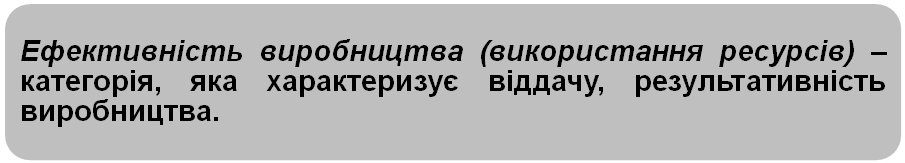 Ефективність виробництва (використання ресурсів) –
категорія, яка характеризує віддачу, результативність
виробництва.